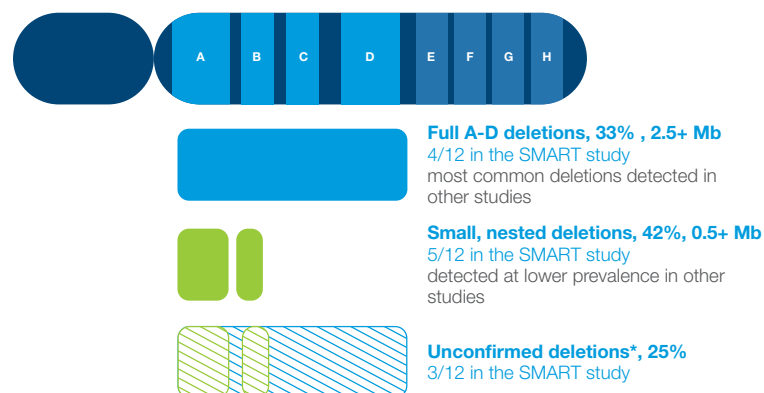 A B C D E F G H
Full A-D deletions, 33% , 2.5+ Mb
4/12 in the SMART study
most common deletions detected in
other studies
Small, nested deletions, 42%, 0.5+ Mb
5/12 in the SMART study
detected at lower prevalence in other
studies
Unconfirmed deletions*, 25%
3/12 in the SMART study